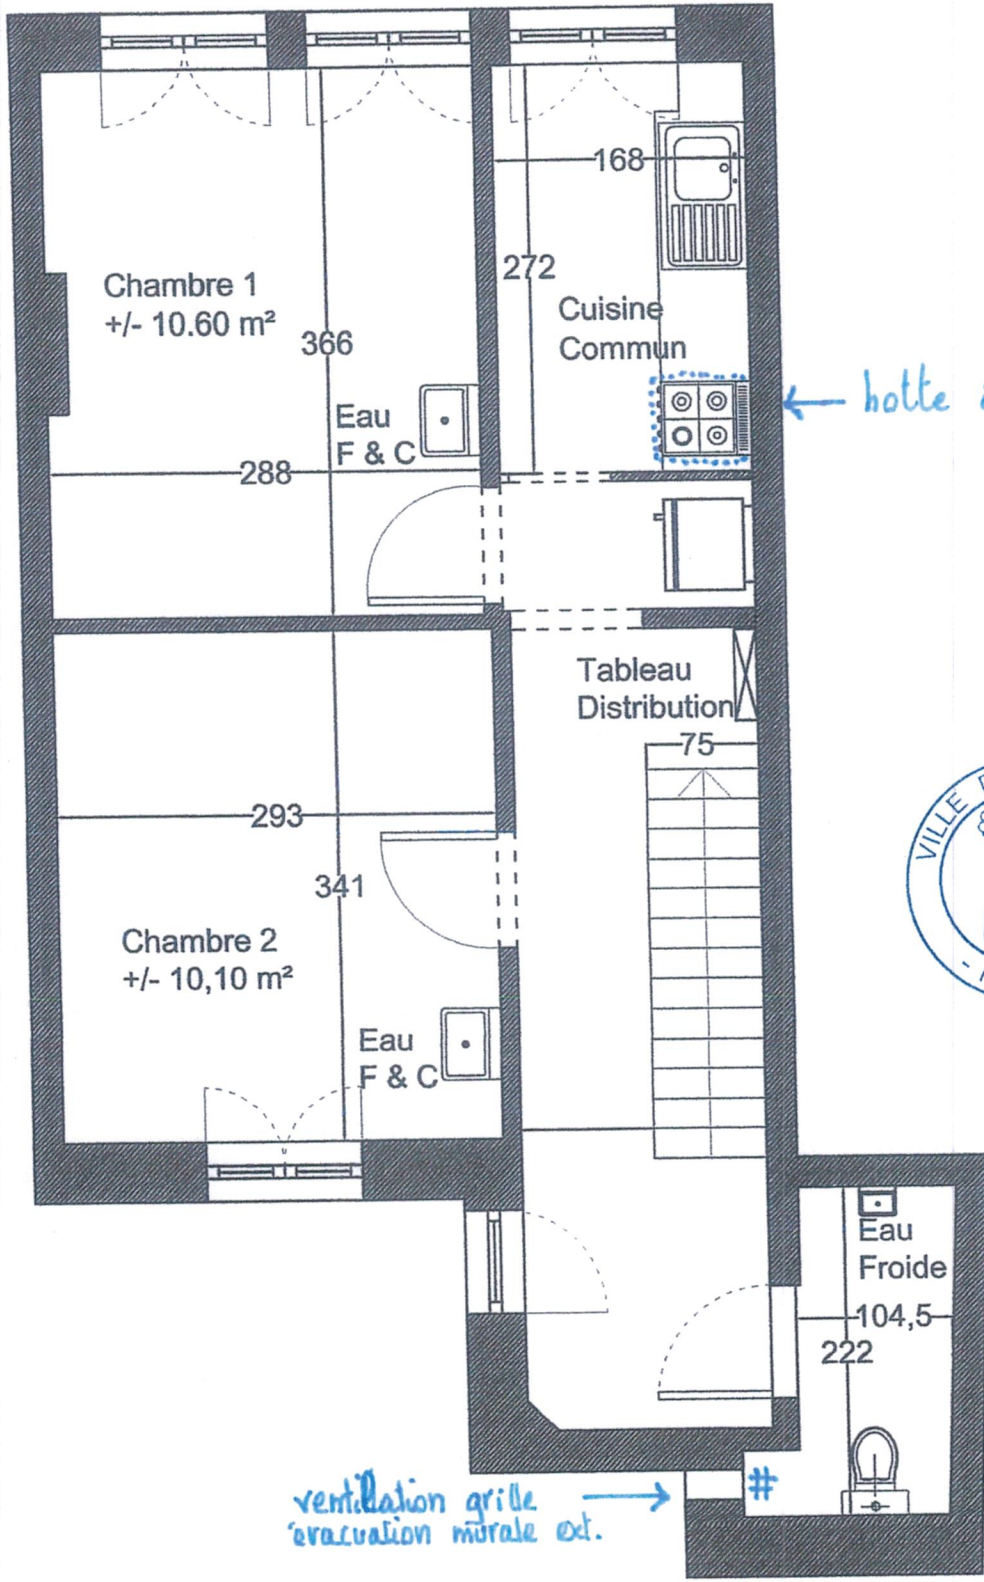 168
272
Chambre 1
+/- 10.60 m²
Cuisine
Commun
366
hotte
Eau
F & C
288
Tableau
Distribution
75
VILLE
293
341
Chambre 2
+/- 10,10 m²
Eau
F & C
Eau
Froide
104,5
222
#
ventilation grille
évacuation murale ext.